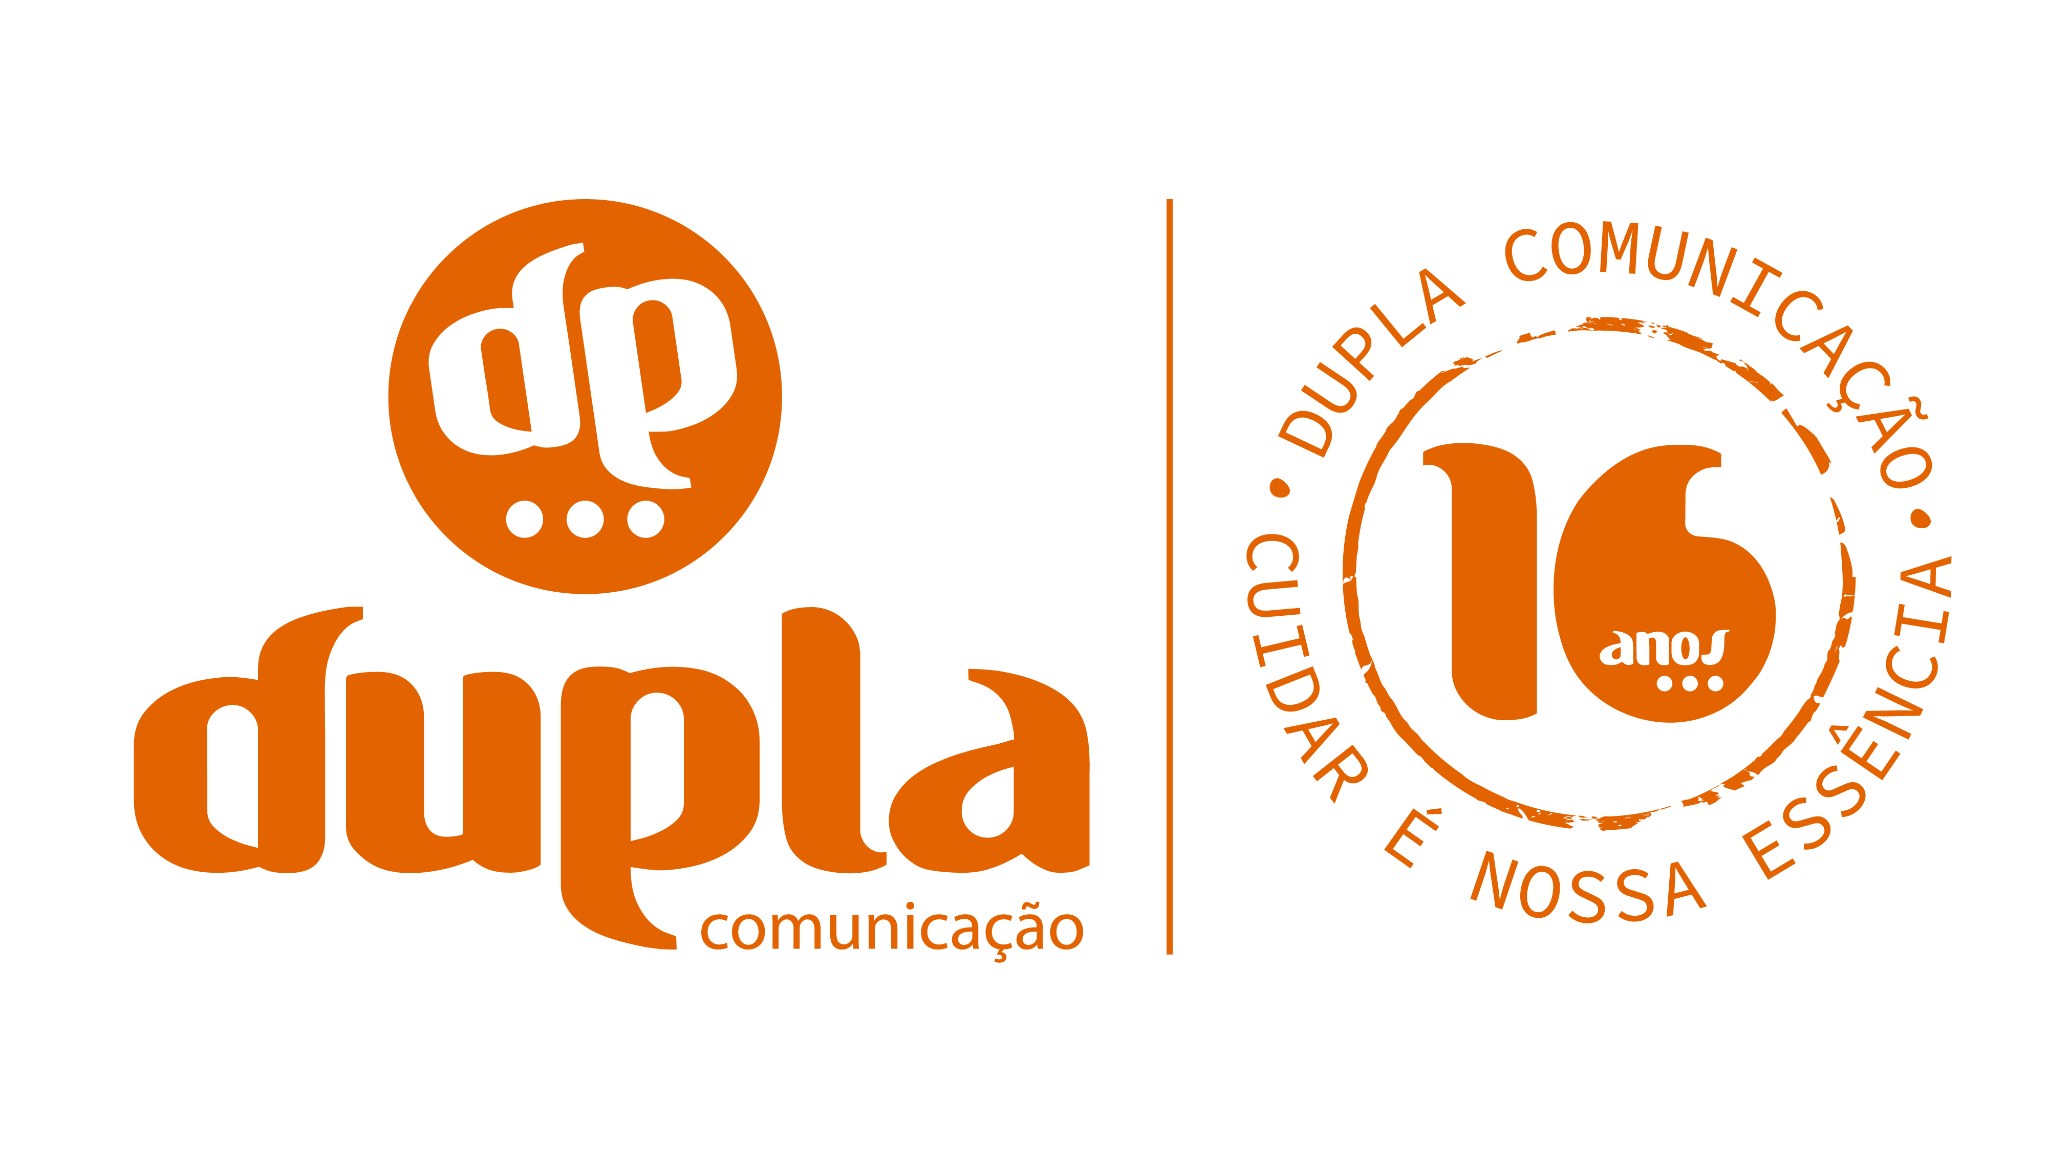 dp
dupla
comunicação
• DUPLA COMUNICAÇÃO •
CUIDAR É NOSSA ESSÊNCIA
16
anos